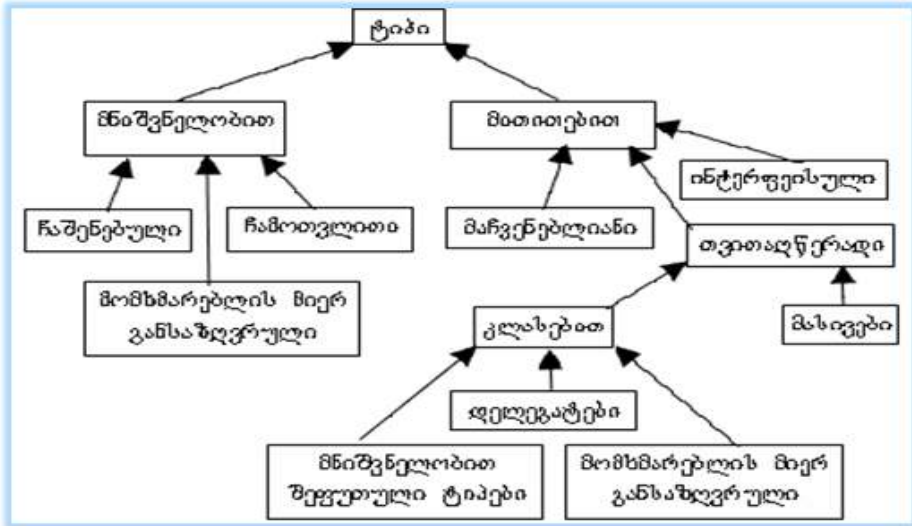 ტიპი
მნიშვნელობით
მითითებით
ინტერფეისული
ჩაშენებული
ჩამოთვლითი
მაჩვენებლიანი
თვითაღწერადი
მომხმარებლის მიერ
განსაზღვრული
კლასებით
მასივები
დელეგატები
მნიშვნელობით
შეფუთული ტიპები
მომხმარებლის მიერ
განსაზღვრული